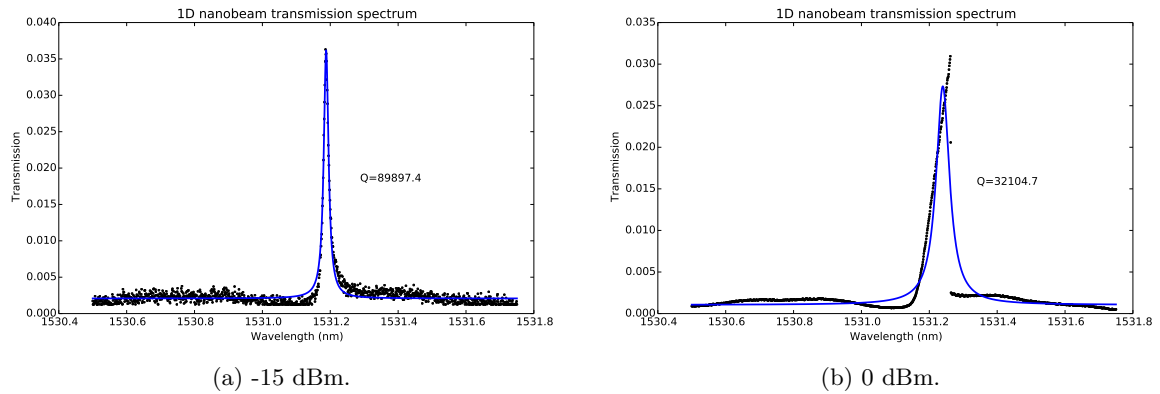 1D nanobeam transmission spectrum
0.040
0.035
0.030
0.025
0.020
0.015
0.010
0.005
0.000
Transmission
Q=89897.4
1530.4 1530.6 1530.8 1531.0 1531.2 1531.4 1531.6 1531.8
Wavelength (nm)
(a) -15 dBm.
1D nanobeam transmission spectrum
0.035
0.030
0.025
0.020
0.015
0.010
0.005
0.000
Transmission
Q=32104.7
1530.4 1530.6 1530.8 1531.0 1531.2 1531.4 1531.6 1531.8
Wavelength (nm)
(b) 0 dBm.